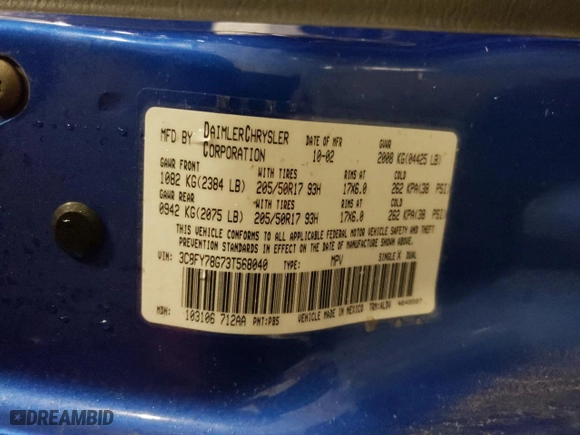 MFD BY DAIMLERCHRYSLER CORPORATION DATE OF MFR 10-02 GVWR 2008 KG(04425 LB)
GAWR FRONT WITH TIRES RIMS AT COLD
1082 KG(2384 LB) 205/50R17 93H 17X6.0 262 KPA(38 PSI)
GAWR REAR WITH TIRES RIMS AT COLD
0942 KG(2075 LB) 205/50R17 93H 17X6.0 262 KPA(38 PSI)
THIS VEHICLE CONFORMS TO ALL APPLICABLE FEDERAL MOTOR VEHICLE SAFETY AND THEFT
PREVENTION STANDARDS IN EFFECT ON THE DATE OF MANUFACTURE SHOWN ABOVE.
VIN: 3C8FY78G73T568040 TYPE: MPV SINGLE X DUAL
MDH: 103106 712AA PNT:PB5 VEHICLE MADE IN MEXICO TRM:ALDV
DREAMBID